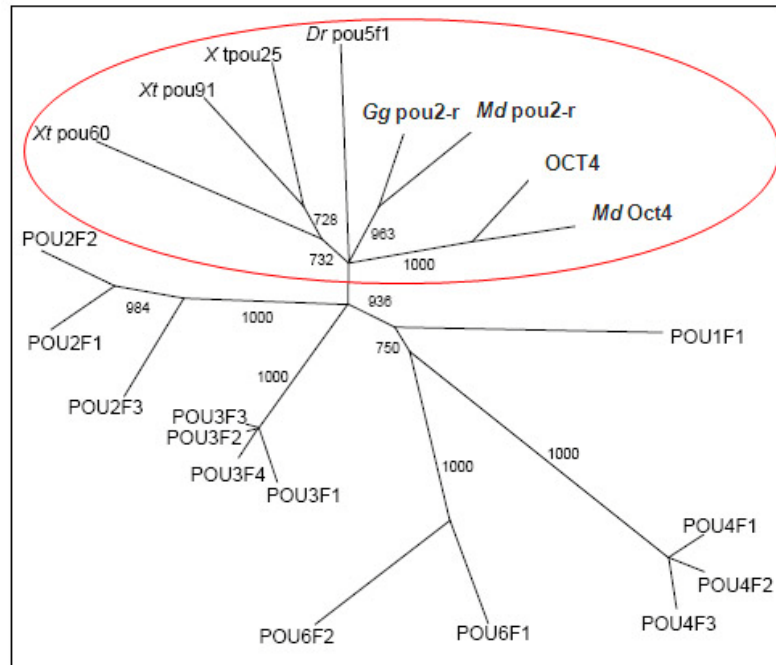 Dr pou5f1
X tpou25
Xt pou91
Gg pou2-r
Md pou2-r
Xt pou60
OCT4
Md Oct4
728
963
732
1000
POU2F2
984
1000
936
POU2F1
750
POU1F1
POU2F3
1000
POU3F3
POU3F2
POU3F4
POU3F1
1000
1000
POU4F1
POU4F2
POU4F3
POU6F2
POU6F1